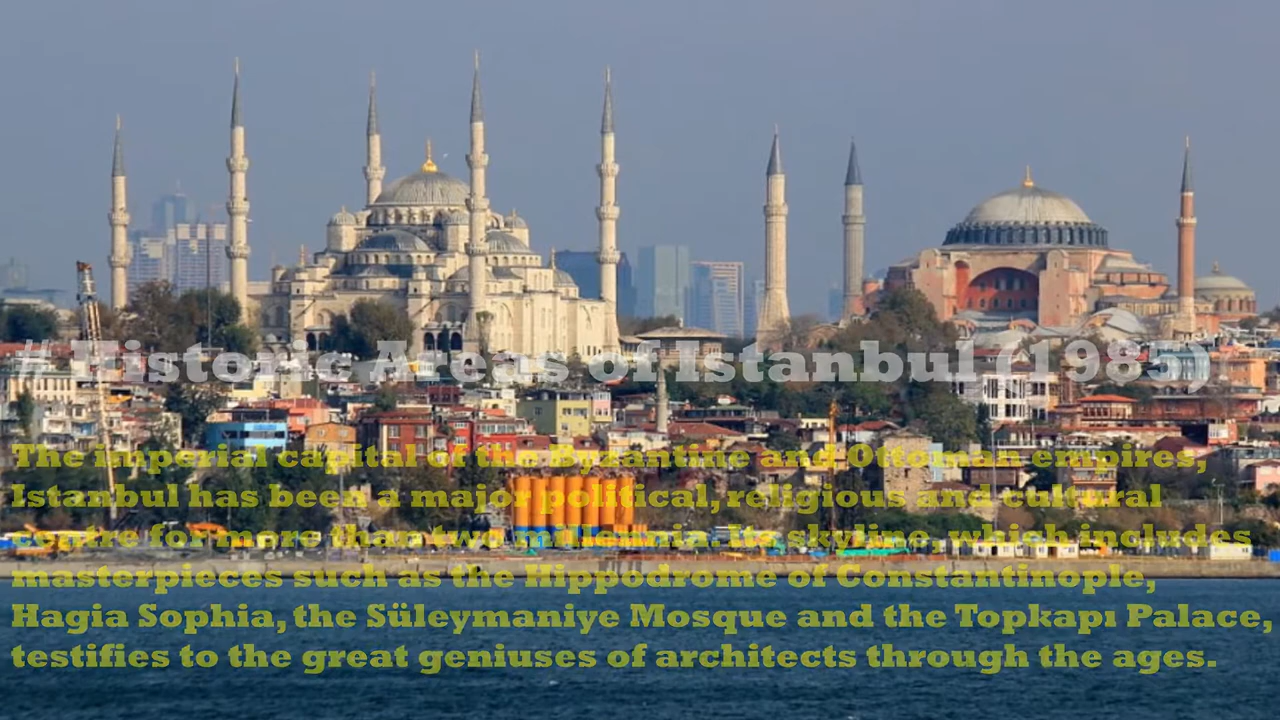 # Historic Areas of Istanbul (1985)
The imperial capital of the Byzantine and Ottoman empires,
Istanbul has been a major political, religious and cultural
centre for more than two millennia. Its skyline, which includes
masterpieces such as the Hippodrome of Constantinople,
Hagia Sophia, the Süleymaniye Mosque and the Topkapı Palace,
testifies to the great geniuses of architects through the ages.